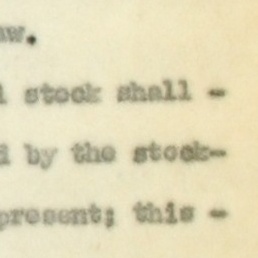 aw.
l stock shall -
d by the stock-
present; this -